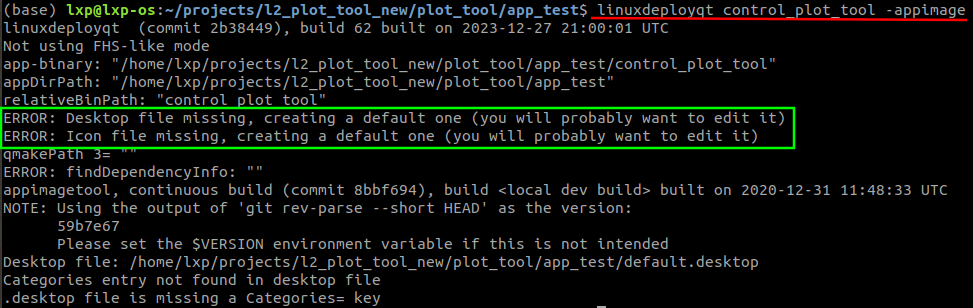 (base) lxp@lxp-os:~/projects/l2_plot_tool_new/plot_tool/app_test$ linuxdeployqt control_plot_tool -appimage
linuxdeployqt  (commit 2b38449), build 62 built on 2023-12-27 21:00:01 UTC
Not using FHS-like mode
app-binary: "/home/lxp/projects/l2_plot_tool_new/plot_tool/app_test/control_plot_tool"
appDirPath: "/home/lxp/projects/l2_plot_tool_new/plot_tool/app_test"
relativeBinPath: "control_plot_tool"
ERROR: Desktop file missing, creating a default one (you will probably want to edit it)
ERROR: Icon file missing, creating a default one (you will probably want to edit it)
qmakePath 3= ""
ERROR: findDependencyInfo: ""
appimagetool, continuous build (commit 8bbf694), build <local dev build> built on 2020-12-31 11:48:33 UTC
NOTE: Using the output of 'git rev-parse --short HEAD' as the version:
      59b7e67
      Please set the $VERSION environment variable if this is not intended
Desktop file: /home/lxp/projects/l2_plot_tool_new/plot_tool/app_test/default.desktop
Categories entry not found in desktop file
.desktop file is missing a Categories= key